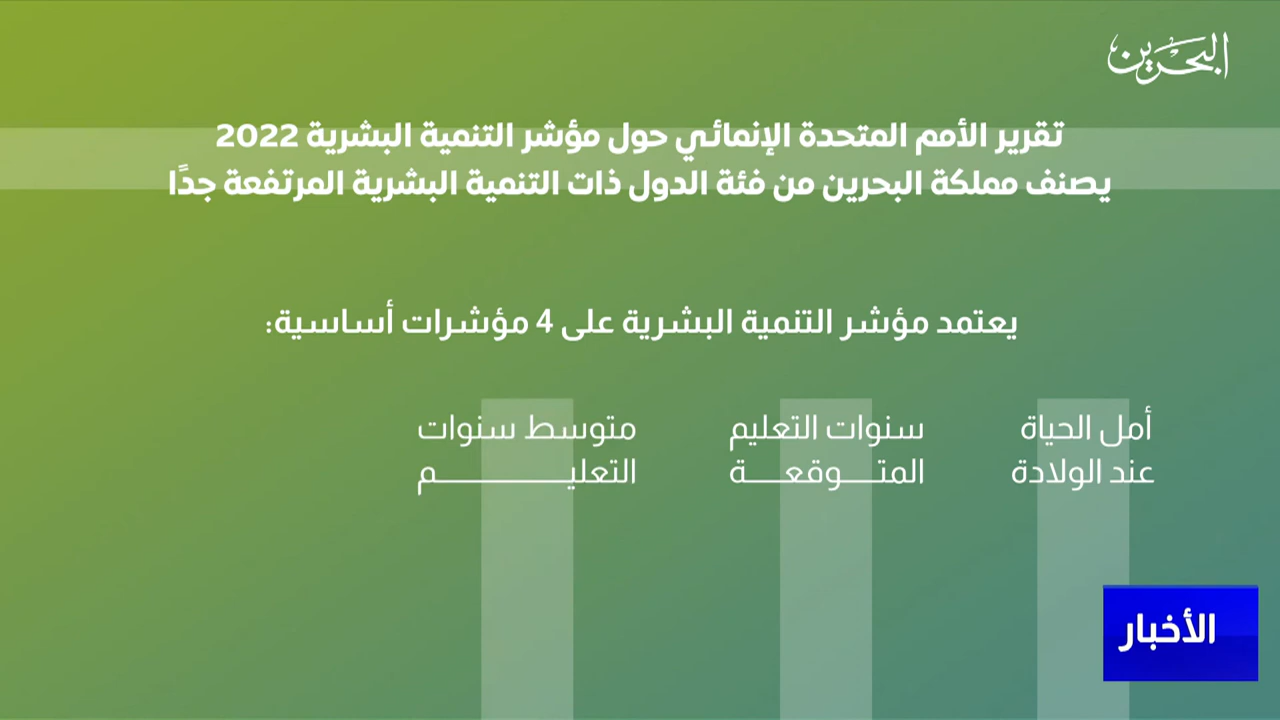 البحرين
تقرير الأمم المتحدة الإنمائي حول مؤشر التنمية البشرية 2022
يصنف مملكة البحرين من فئة الدول ذات التنمية البشرية المرتفعة جدًا
يعتمد مؤشر التنمية البشرية على 4 مؤشرات أساسية:
أمل الحياة
عند الولادة
سنوات التعليم
المتـــوقعـــة
متوسط سنوات
التعليــــــــــــم
الأخبار